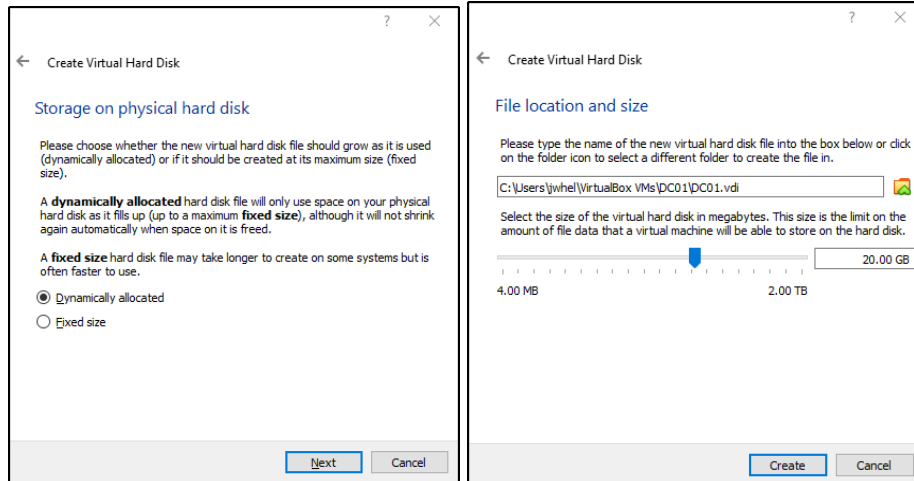 ?
Create Virtual Hard Disk
Storage on physical hard disk
Please choose whether the new virtual hard disk file should grow as it is used
(dynamically allocated) or if it should be created at its maximum size (fixed
size).
A dynamically allocated hard disk file will only use space on your physical
hard disk as it fills up (up to a maximum fixed size), although it will not shrink
again automatically when space on it is freed.
A fixed size hard disk file may take longer to create on some systems but is
often faster to use.
Dynamically allocated
Fixed size
Next
Cancel
?
Create Virtual Hard Disk
File location and size
Please type the name of the new virtual hard disk file into the box below or click
on the folder icon to select a different folder to create the file in.
C:\Users\jwhel\VirtualBox VMs\DC01\DC01.vdi
Select the size of the virtual hard disk in megabytes. This size is the limit on the
amount of file data that a virtual machine will be able to store on the hard disk.
20.00 GB
4.00 MB
2.00 TB
Create
Cancel